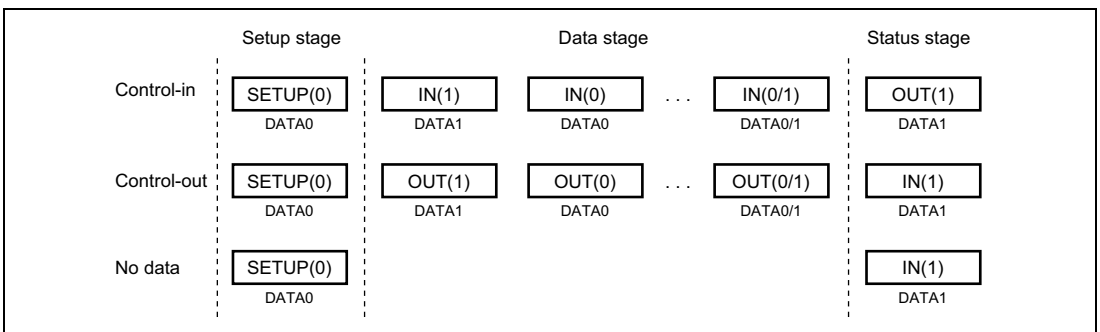 Setup stage Data stage Status stage
Control-in SETUP(0) IN(1) IN(0) . . . IN(0/1) OUT(1)
DATA0 DATA1 DATA0 DATA0/1 DATA1
Control-out SETUP(0) OUT(1) OUT(0) . . . OUT(0/1) IN(1)
DATA0 DATA1 DATA0 DATA0/1 DATA1
No data SETUP(0) IN(1)
DATA0 DATA1